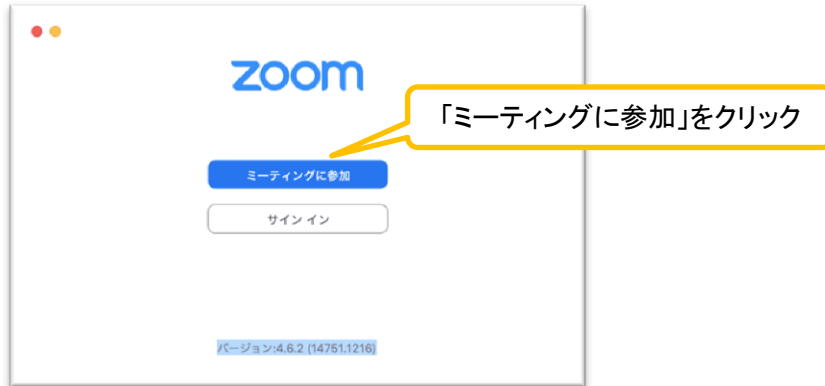 zoom
「ミーティングに参加」をクリック
ミーティングに参加
サイン イン
バージョン:4.6.2 (14751.1216)